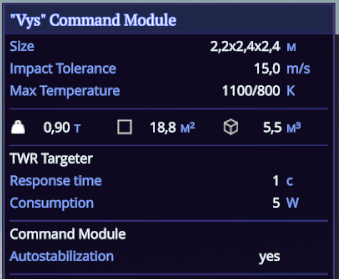 "Vys" Command Module
Size 2,2x2,4x2,4 м
Impact Tolerance 15,0 m/s
Max Temperature 1100/800 K
0,90 т 18,8 м² 5,5 м³
TWR Targeter
Response time 1 с
Consumption 5 W
Command Module
Autostabilization yes